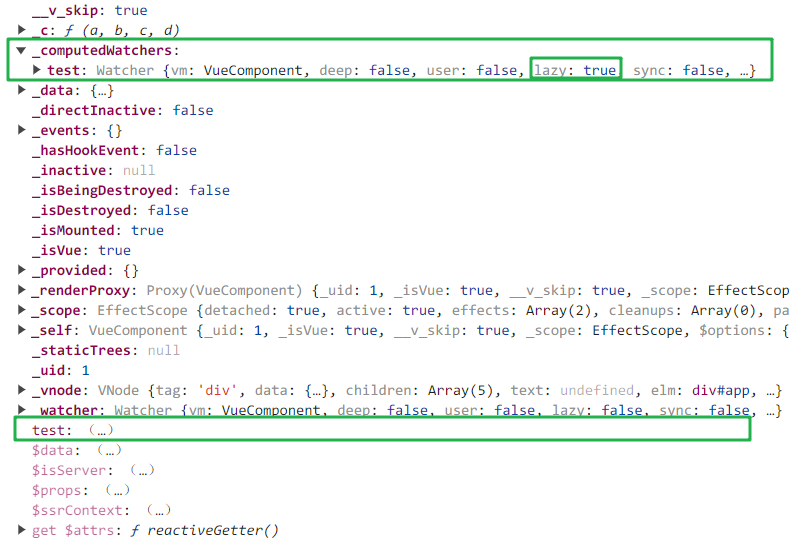 __v_skip: true
▶ _c: ƒ (a, b, c, d)
▼ _computedWatchers:
▶ test: Watcher {vm: VueComponent, deep: false, user: false, lazy: true, sync: false, …}
▶ _data: {…}
_directInactive: false
▶ _events: {}
_hasHookEvent: false
_inactive: null
_isBeingDestroyed: false
_isDestroyed: false
_isMounted: true
_isVue: true
▶ _provided: {}
▶ _renderProxy: Proxy(VueComponent) {_uid: 1, _isVue: true, __v_skip: true, _scope: EffectScop
▶ _scope: EffectScope {detached: true, active: true, effects: Array(2), cleanups: Array(0), pa
▶ _self: VueComponent {_uid: 1, _isVue: true, __v_skip: true, _scope: EffectScope, $options: {
_staticTrees: null
_uid: 1
▶ _vnode: VNode {tag: 'div', data: {…}, children: Array(5), text: undefined, elm: div#app, …}
▶ _watcher: Watcher {vm: VueComponent, deep: false, user: false, lazy: false, sync: false, …}
test: (…)
$data: (…)
$isServer: (…)
$props: (…)
$ssrContext: (…)
▶ get $attrs: ƒ reactiveGetter()